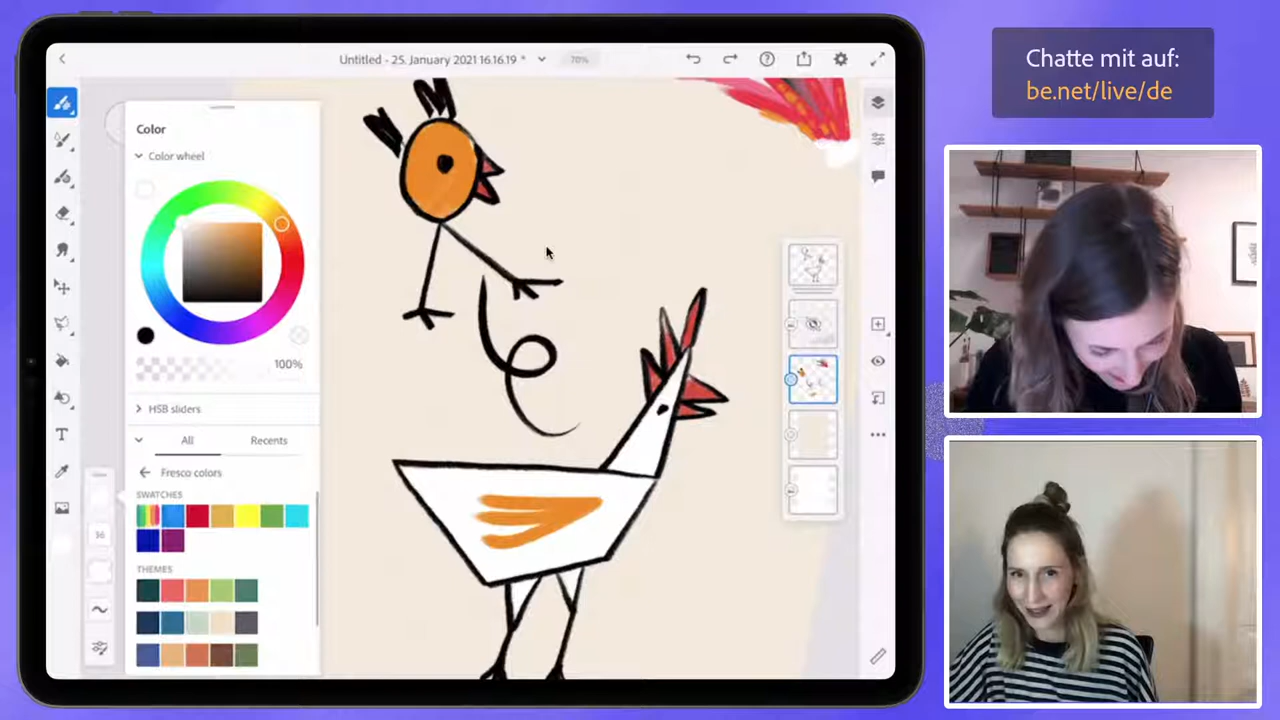 Untitled - 25. January 2021 16.16.19 *
70%
Color
Color wheel
100%
HSB sliders
All
Recents
Fresco colors
SWATCHES
36
THEMES
T
Chatte mit auf:
be.net/live/de